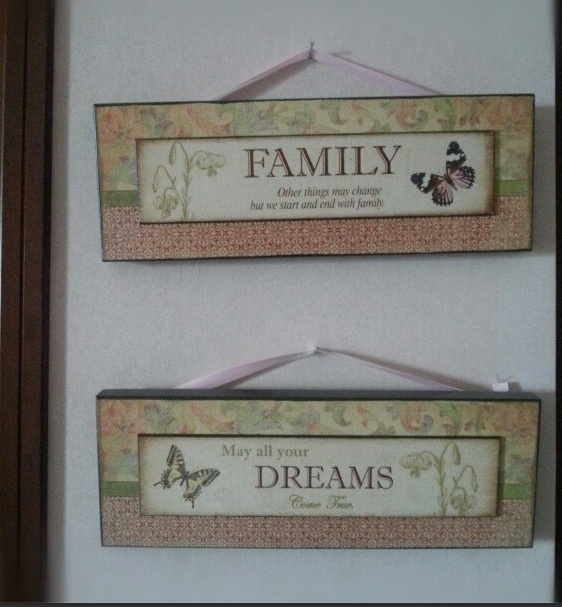 FAMILY
Other things may change
but we start and end with family.
May all your
DREAMS
Come True.